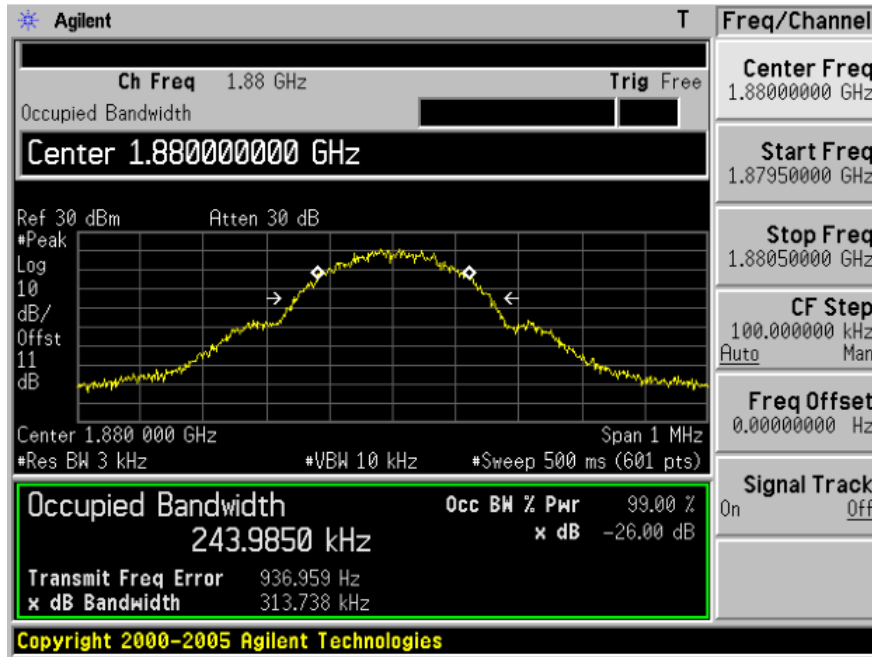 Agilent T
Ch Freq 1.88 GHz Trig Free
Occupied Bandwidth
Center 1.880000000 GHz
Ref 30 dBm Atten 30 dB
#Peak
Log
10
dB/
Offst
11
dB
Center 1.880 000 GHz Span 1 MHz
#Res BW 3 kHz #VBW 10 kHz #Sweep 500 ms (601 pts)
Occupied Bandwidth
243.9850 kHz
Occ BW % Pwr 99.00 %
x dB -26.00 dB
Transmit Freq Error 936.959 Hz
x dB Bandwidth 313.738 kHz
Copyright 2000-2005 Agilent Technologies
Freq/Channel
Center Freq
1.88000000 GHz
Start Freq
1.87950000 GHz
Stop Freq
1.88050000 GHz
CF Step
100.000000 kHz
Auto Man
Freq Offset
0.00000000 Hz
Signal Track
On Off